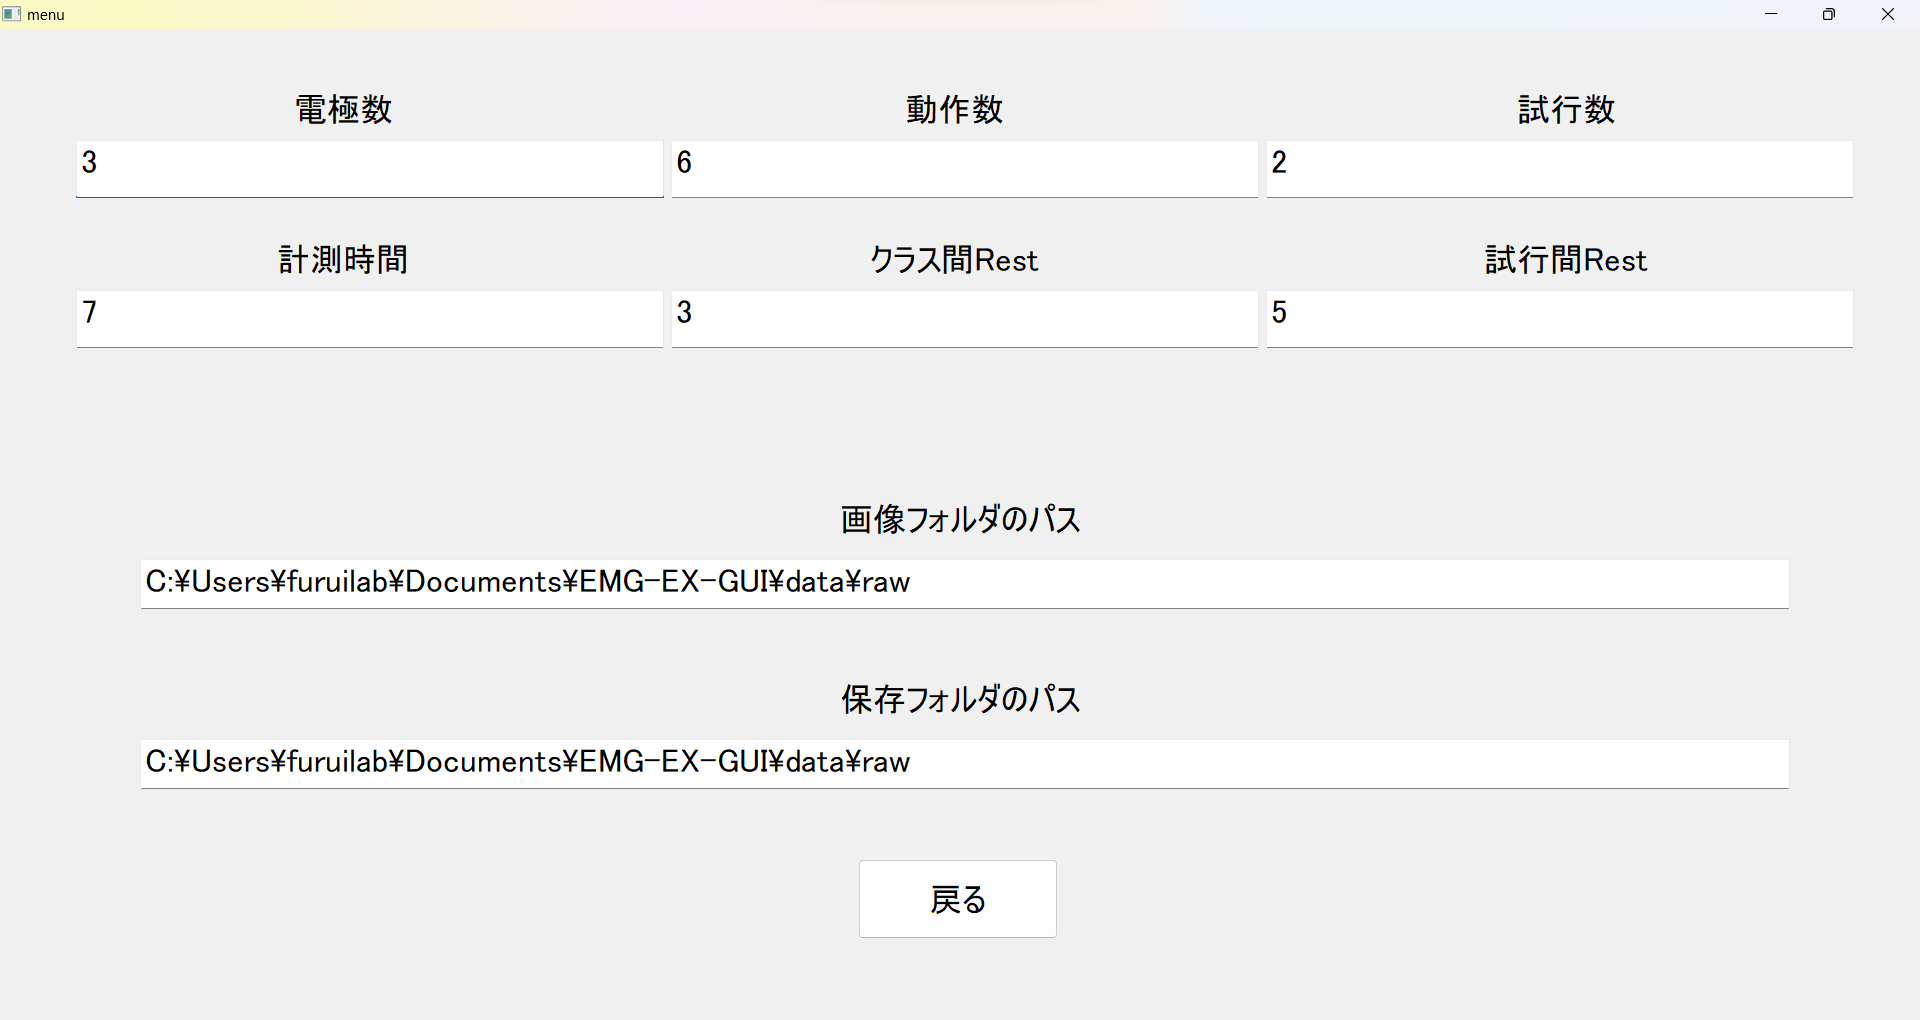 menu
電極数 動作数 試行数
3 6 2
計測時間 クラス間Rest 試行間Rest
7 3 5
画像フォルダのパス
C:¥Users¥furuilab¥Documents¥EMG-EX-GUI¥data¥raw
保存フォルダのパス
C:¥Users¥furuilab¥Documents¥EMG-EX-GUI¥data¥raw
戻る